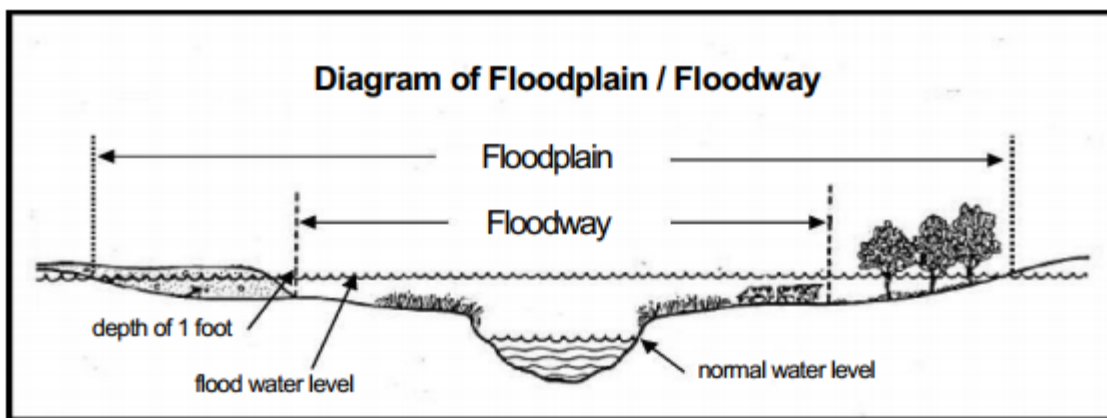 Diagram of Floodplain / Floodway
Floodplain
Floodway
depth of 1 foot
flood water level
normal water level